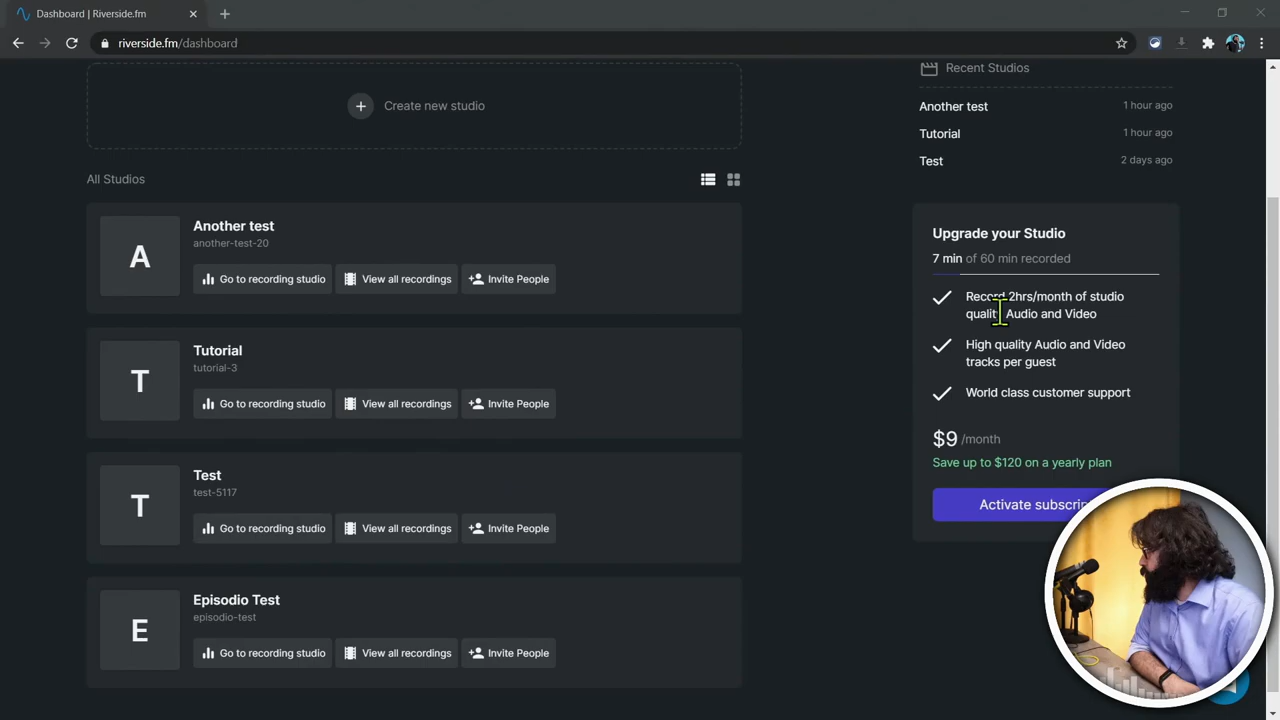 Dashboard | Riverside.fm
riverside.fm/dashboard
Create new studio
All Studios
Another test
another-test-20
Go to recording studio
View all recordings
Invite People
Tutorial
tutorial-3
Go to recording studio
View all recordings
Invite People
Test
test-5117
Go to recording studio
View all recordings
Invite People
Episodio Test
episodio-test
Go to recording studio
View all recordings
Invite People
A
T
T
E
Recent Studios
Another test 1 hour ago
Tutorial 1 hour ago
Test 2 days ago
Upgrade your Studio
7 min of 60 min recorded
Record 2hrs/month of studio
quality Audio and Video
High quality Audio and Video
tracks per guest
World class customer support
$9 /month
Save up to $120 on a yearly plan
Activate